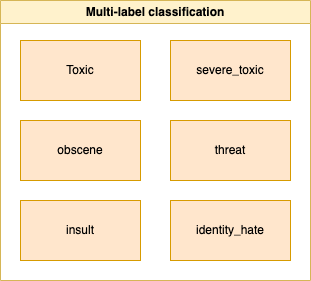 Multi-label classification
Toxic
severe_toxic
obscene
threat
insult
identity_hate